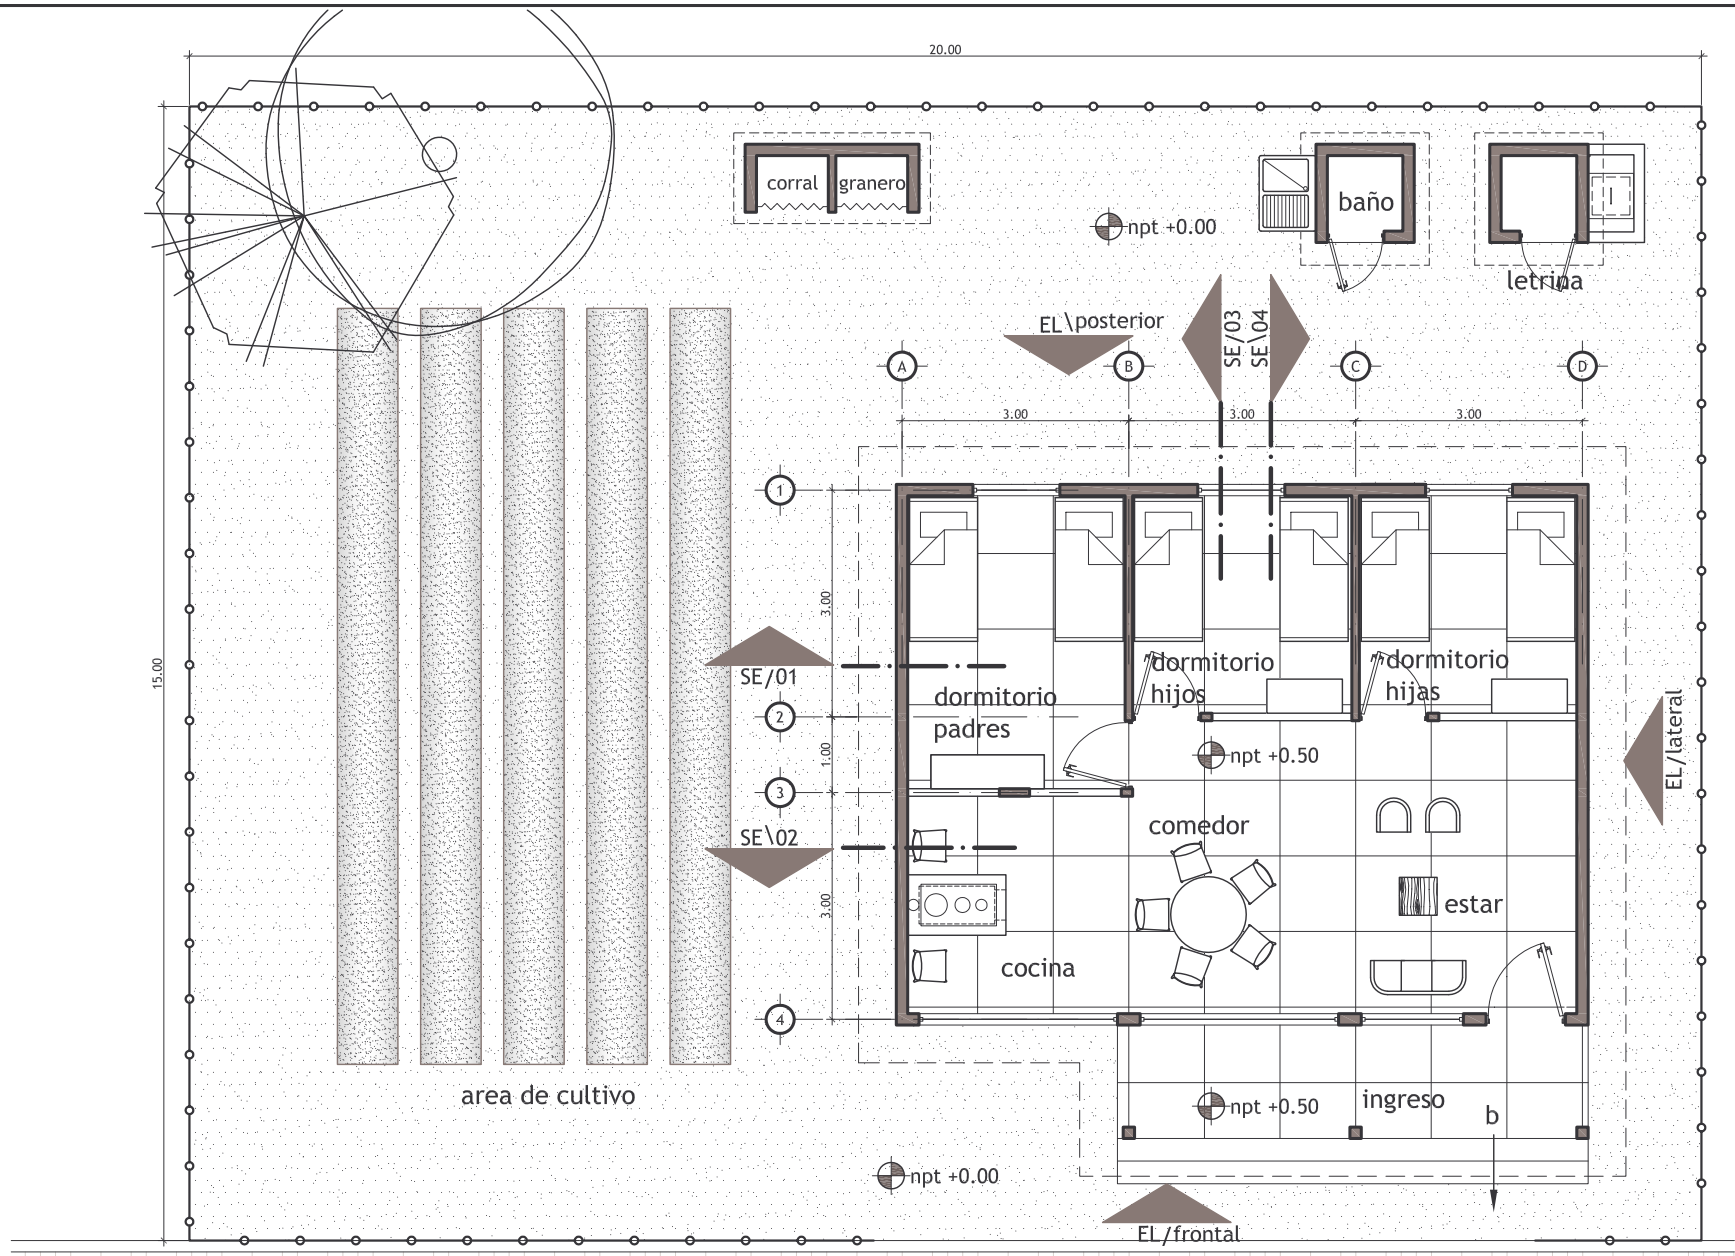 20.00
corral
granero
baño
npt +0.00
letrina
EL\posterior
SE/03
SE\04
A
B
C
D
3.00
3.00
3.00
1
3.00
15.00
SE/01
dormitorio
hijos
dormitorio
hijas
dormitorio
padres
2
1.00
npt +0.50
EL/lateral
3
SE\02
comedor
3.00
estar
cocina
4
area de cultivo
npt +0.50
ingreso
b
npt +0.00
EL/frontal